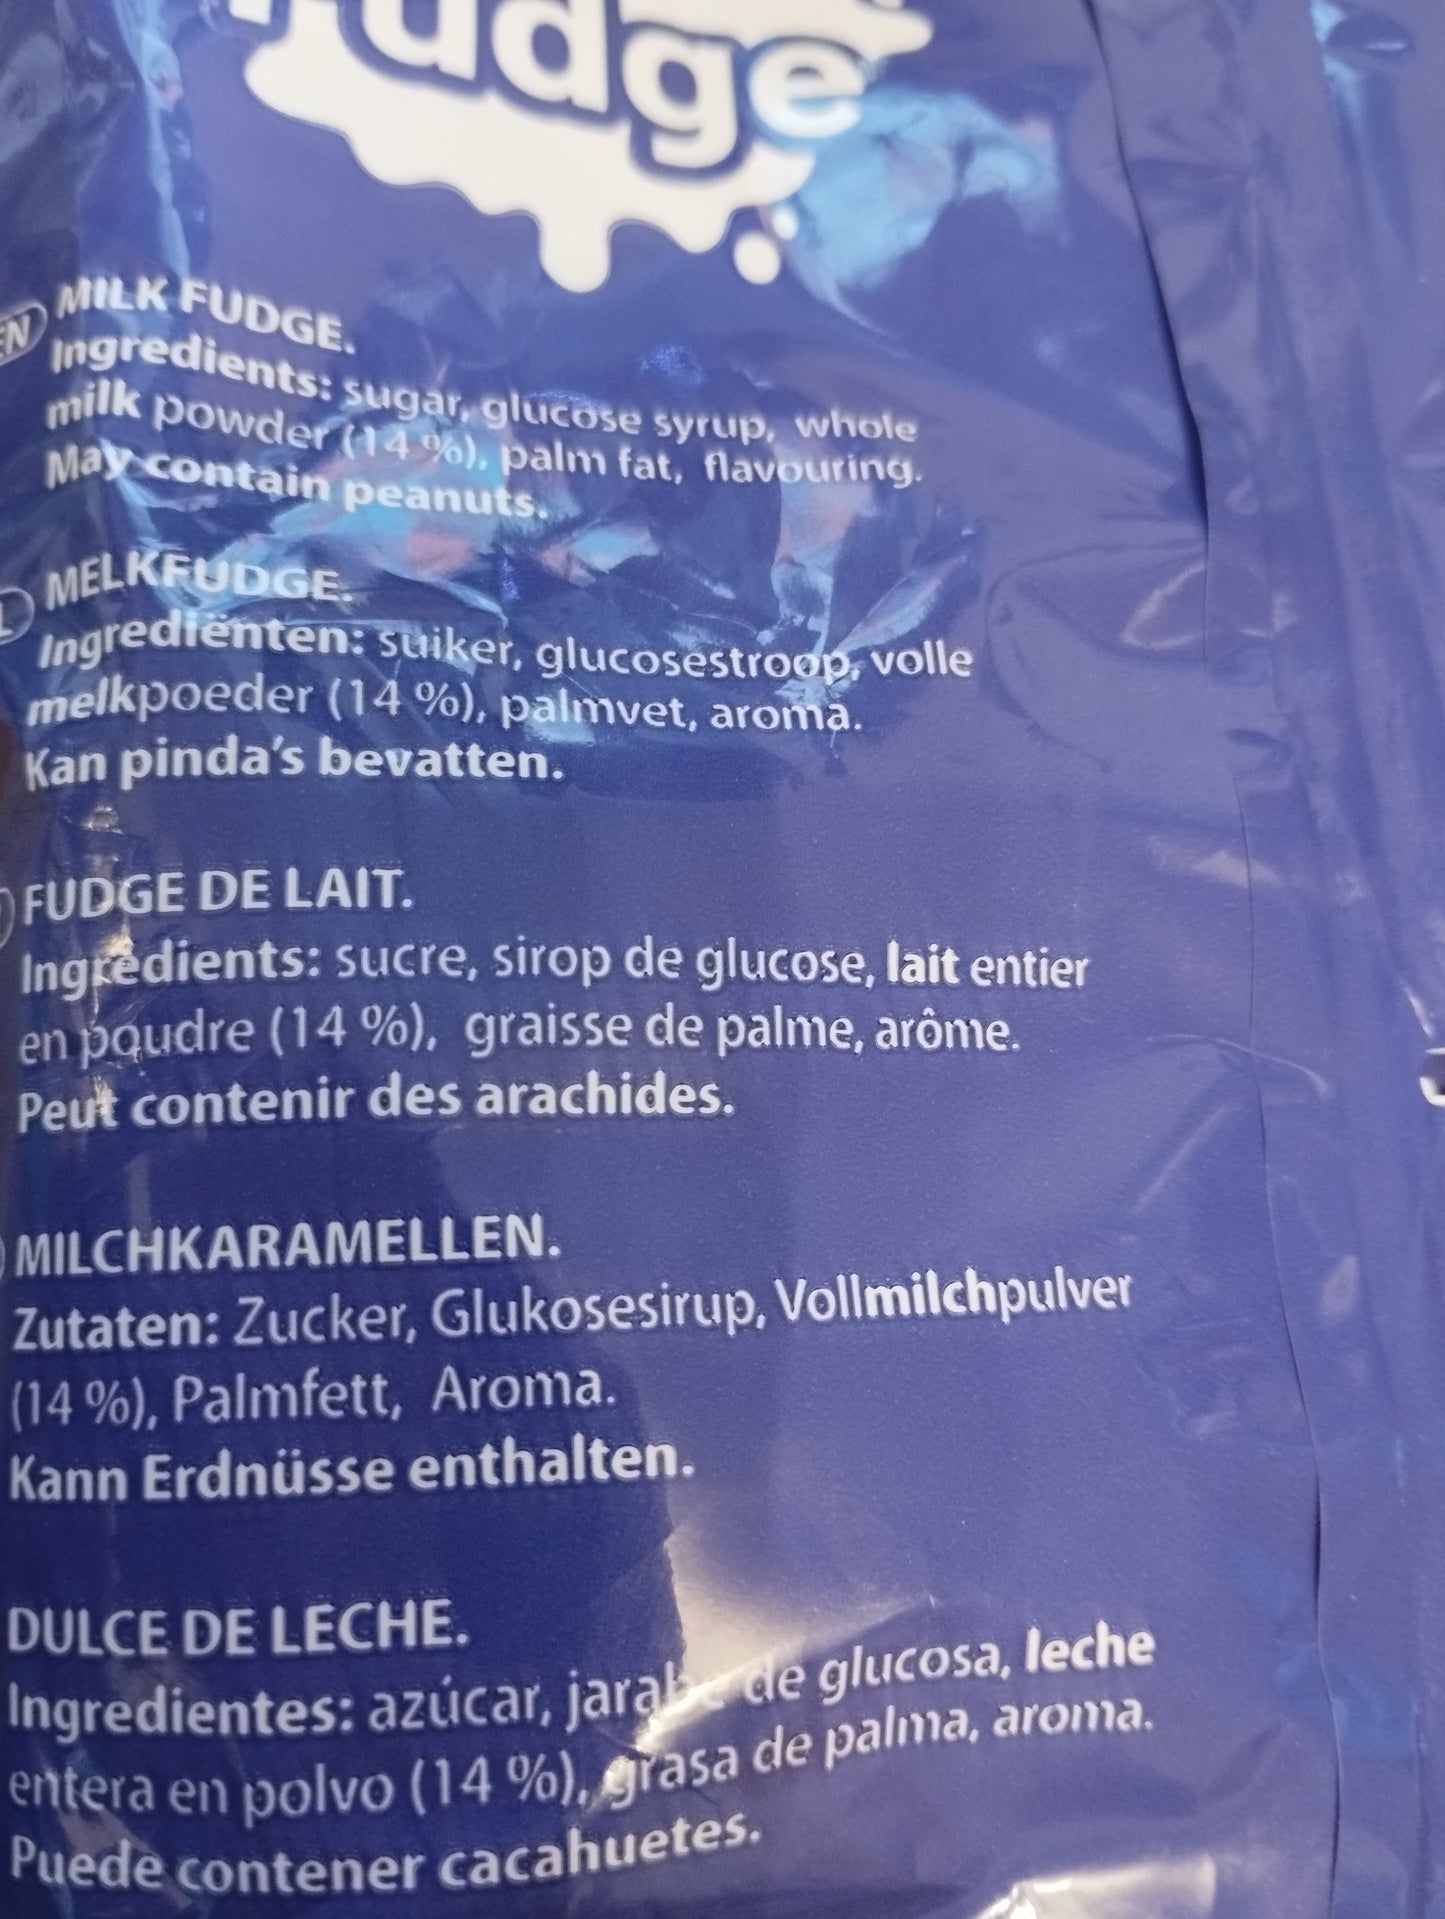 fudge
EN MILK FUDGE.
Ingredients: sugar, glucose syrup, whole
milk powder (14 %), palm fat, flavouring.
May contain peanuts.
MELKFUDGE.
Ingrediënten: suiker, glucosestroop, volle
melkpoeder (14 %), palmvet, aroma.
Kan pinda's bevatten.
FUDGE DE LAIT.
Ingrédients: sucre, sirop de glucose, lait entier
en poudre (14 %), graisse de palme, arôme.
Peut contenir des arachides.
MILCHKARAMELLEN.
Zutaten: Zucker, Glukosesirup, Vollmilchpulver
(14 %), Palmfett, Aroma.
Kann Erdnüsse enthalten.
DULCE DE LECHE.
Ingredientes: azúcar, jarabe de glucosa, leche
entera en polvo (14 %), grasa de palma, aroma.
Puede contener cacahuetes.